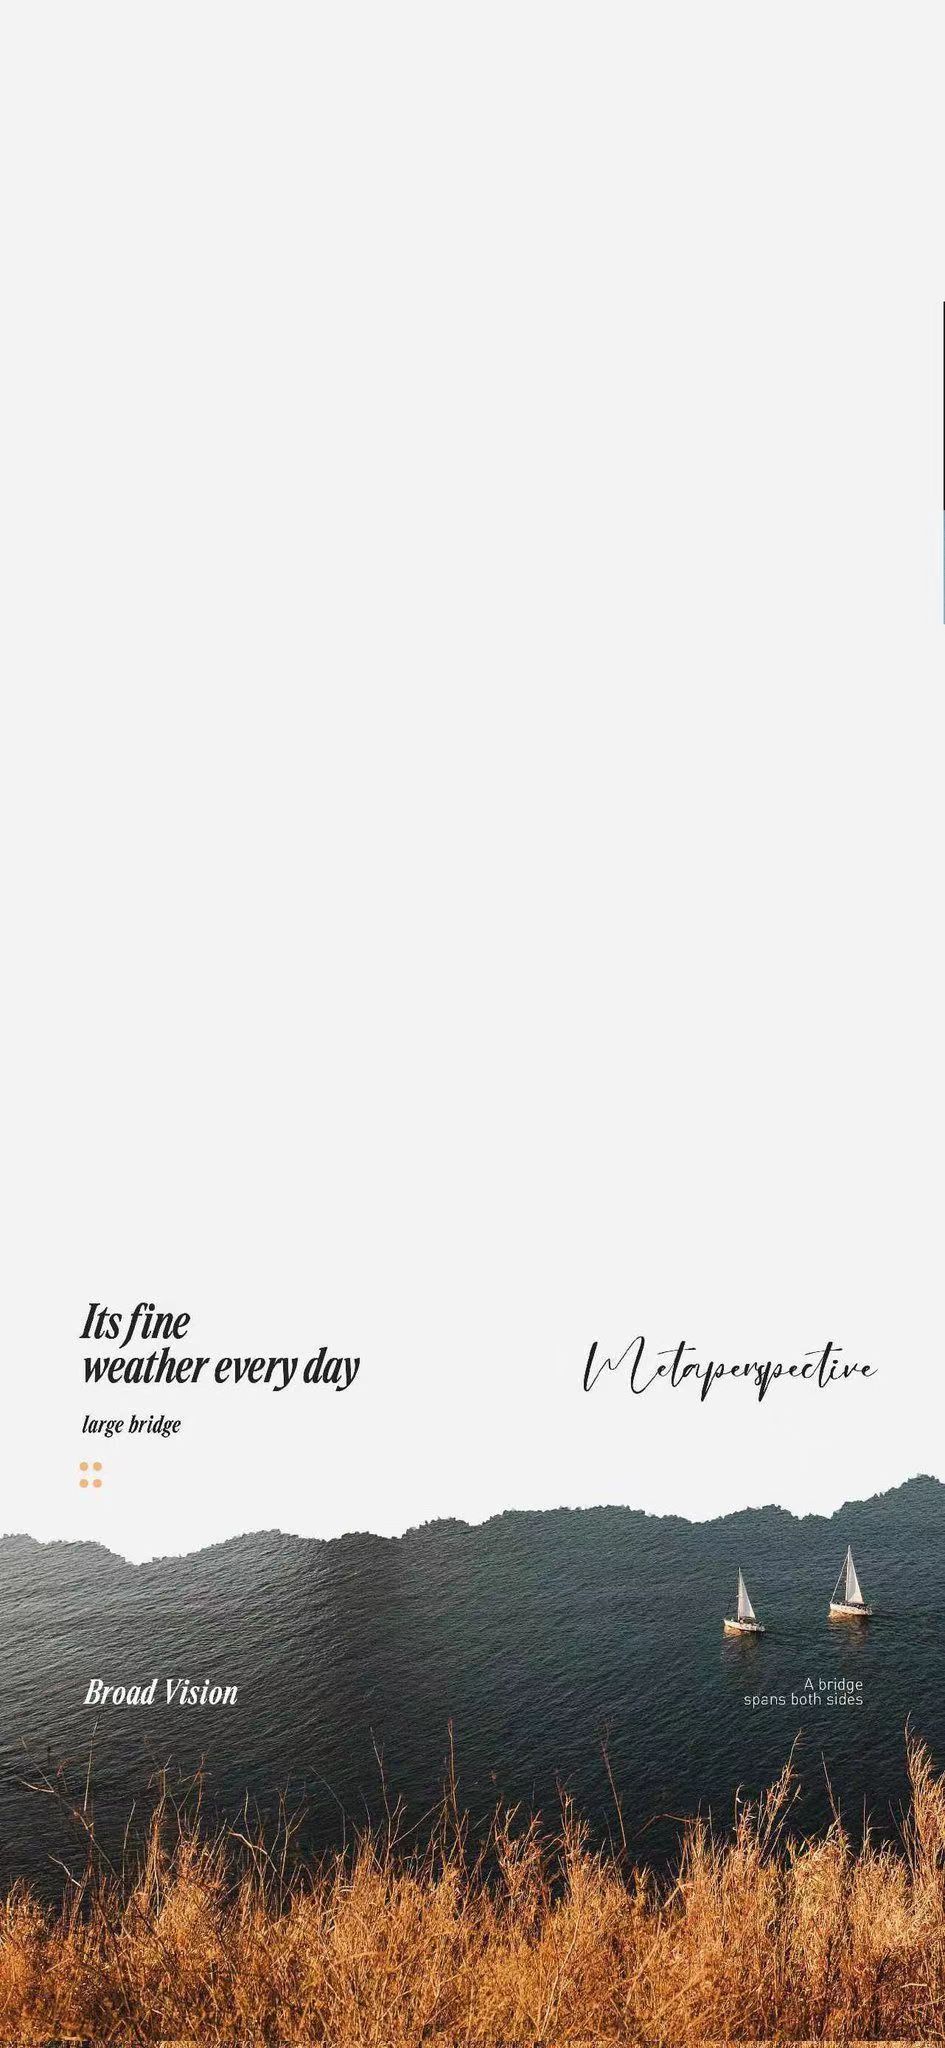 Its fine
weather every day
Metaperspective
large bridge
Broad Vision
A bridge
spans both sides